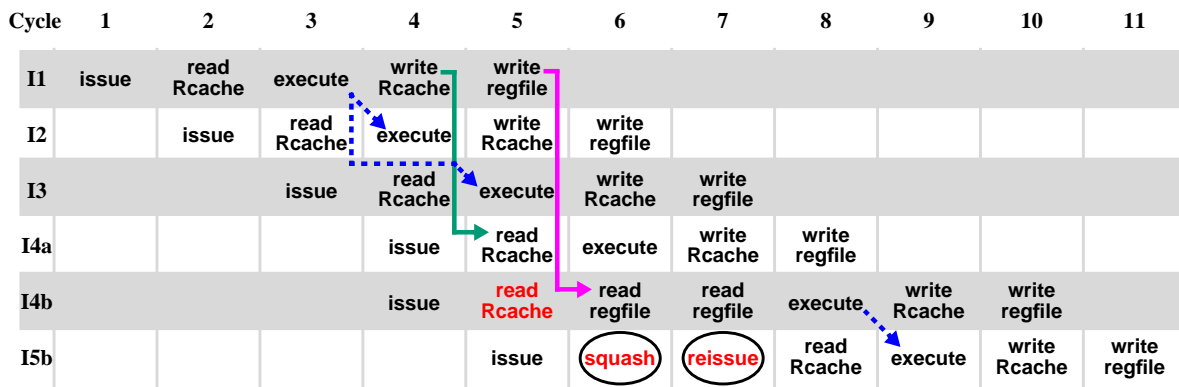 Cycle 1 2 3 4 5 6 7 8 9 10 11
I1 issue read Rcache execute write Rcache write regfile
I2 issue read Rcache execute write Rcache write regfile
I3 issue read Rcache execute write Rcache write regfile
I4a issue read Rcache execute write Rcache write regfile
I4b issue read Rcache read regfile read regfile execute write Rcache write regfile
I5b issue squash reissue read Rcache execute write Rcache write regfile